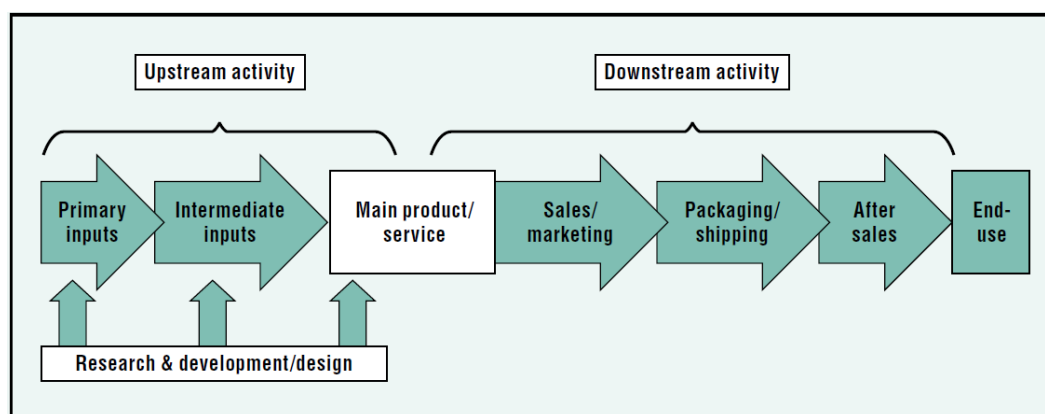 Upstream activity
Downstream activity
Primary
inputs
Intermediate
inputs
Main product/
service
Sales/
marketing
Packaging/
shipping
After
sales
End-
use
Research & development/design